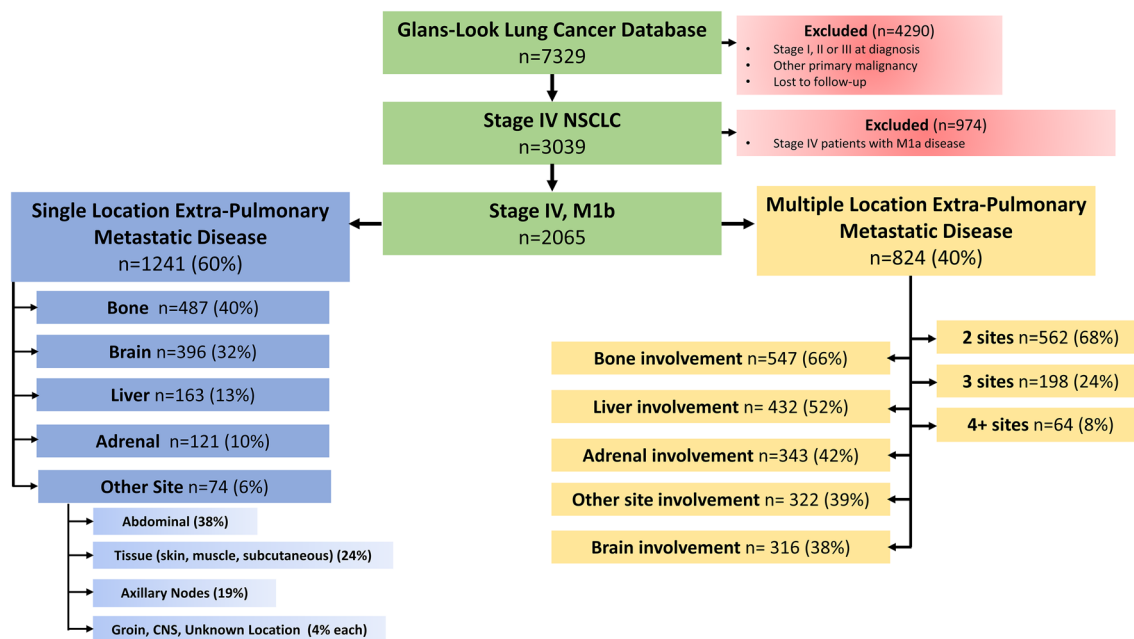 Glans-Look Lung Cancer Database
n=7329
Excluded (n=4290)
• Stage I, II or III at diagnosis
• Other primary malignancy
• Lost to follow-up
Stage IV NSCLC
n=3039
Excluded (n=974)
• Stage IV patients with M1a disease
Stage IV, M1b
n=2065
Single Location Extra-Pulmonary
Metastatic Disease
n=1241 (60%)
Bone n=487 (40%)
Brain n=396 (32%)
Liver n=163 (13%)
Adrenal n=121 (10%)
Other Site n=74 (6%)
Abdominal (38%)
Tissue (skin, muscle, subcutaneous) (24%)
Axillary Nodes (19%)
Groin, CNS, Unknown Location (4% each)
Multiple Location Extra-Pulmonary
Metastatic Disease
n=824 (40%)
2 sites n=562 (68%)
3 sites n=198 (24%)
4+ sites n=64 (8%)
Bone involvement n=547 (66%)
Liver involvement n= 432 (52%)
Adrenal involvement n=343 (42%)
Other site involvement n= 322 (39%)
Brain involvement n= 316 (38%)